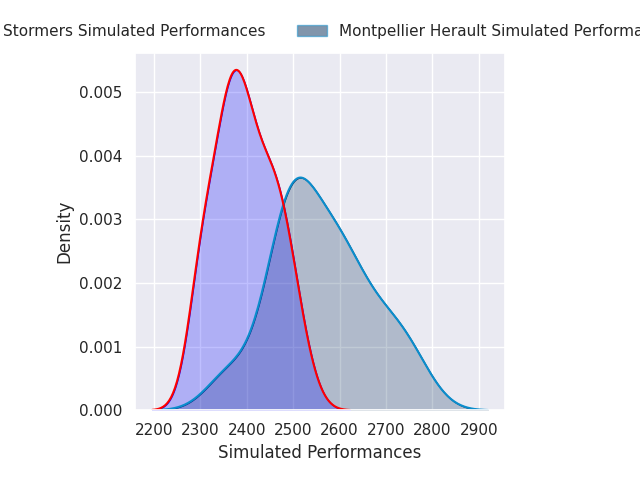 Stormers Simulated Performances
Montpellier Herault Simulated Performa
0.005
0.004
0.003
0.002
0.001
0.000
Density
2200 2300 2400 2500 2600 2700 2800 2900
Simulated Performances